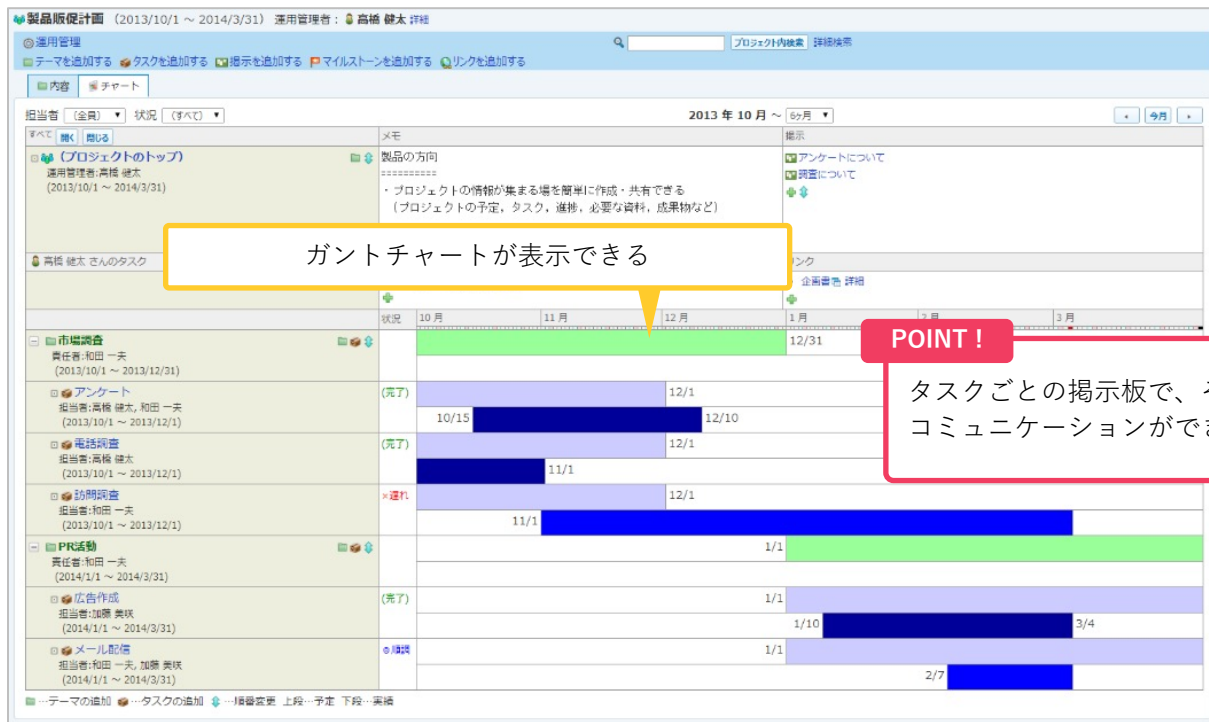 製品販促計画 (2013/10/1 ～ 2014/3/31) 運用管理者： 高橋 健太 詳細
運用管理 プロジェクト内検索 詳細検索
テーマを追加する タスクを追加する 掲示を追加する マイルストーンを追加する リンクを追加する
内容 チャート
担当者 (全員) ▼ 状況 (すべて) ▼ 2013 年 10 月 ～ 6ヶ月 ▼ 今月
すべて 開く 閉じる メモ 掲示
(プロジェクトのトップ) 製品の方向 アンケートについて
運用管理者:高橋 健太 ========== 調査について
(2013/10/1 ～ 2014/3/31) ・プロジェクトの情報が集まる場を簡単に作成・共有できる
(プロジェクトの予定，タスク，進捗，必要な資料，成果物など)
ガントチャートが表示できる
高橋 健太 さんのタスク ンク
企画書 詳細
状況 10月 11月 12月 1月 2月 3月
市場調査 12/31
責任者:和田 一夫
(2013/10/1 ～ 2013/12/31)
POINT！
タスクごとの掲示板で、
コミュニケーションがで
アンケート (完了) 12/1
担当者:高橋 健太, 和田 一夫
(2013/10/1 ～ 2013/12/1) 10/15 12/10
電話調査 (完了) 12/1
担当者:高橋 健太
(2013/10/1 ～ 2013/12/1) 11/1
訪問調査 ×遅れ 12/1
担当者:和田 一夫
(2013/10/1 ～ 2013/12/1) 11/1
PR活動 1/1
責任者:和田 一夫
(2014/1/1 ～ 2014/3/31)
広告作成 (完了) 1/1
担当者:加藤 美咲
(2014/1/1 ～ 2014/3/31) 1/10 3/4
メール配信 順調 1/1
担当者:和田 一夫, 加藤 美咲
(2014/1/1 ～ 2014/3/31) 2/7
…テーマの追加 …タスクの追加 …順番変更 上段…予定 下段…実績